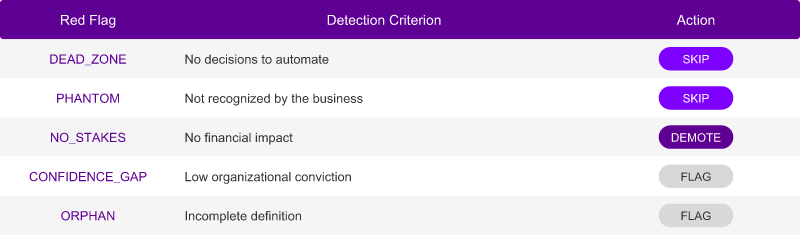 Red Flag Detection Criterion Action
DEAD_ZONE No decisions to automate SKIP
PHANTOM Not recognized by the business SKIP
NO_STAKES No financial impact DEMOTE
CONFIDENCE_GAP Low organizational conviction FLAG
ORPHAN Incomplete definition FLAG